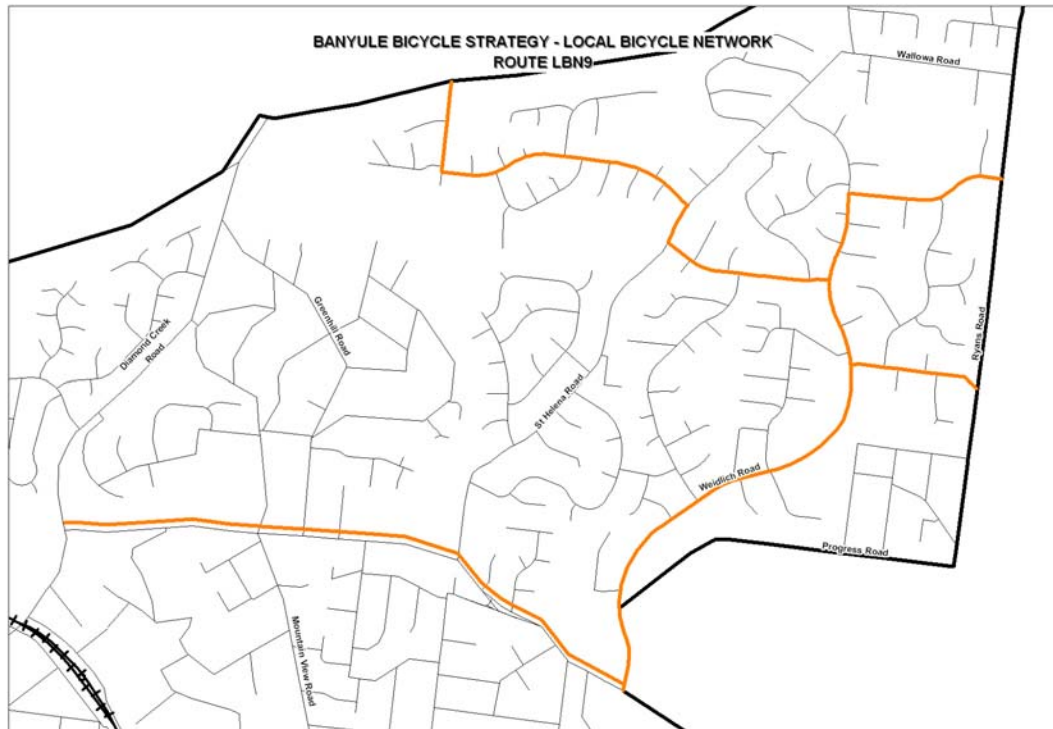 BANYULE BICYCLE STRATEGY - LOCAL BICYCLE NETWORK
ROUTE LBN9
Wallowa Road
Diamond Creek
Road
Greenhill Road
Ryans Road
St Helena Road
Weidlich Road
Progress Road
Mountain View Road